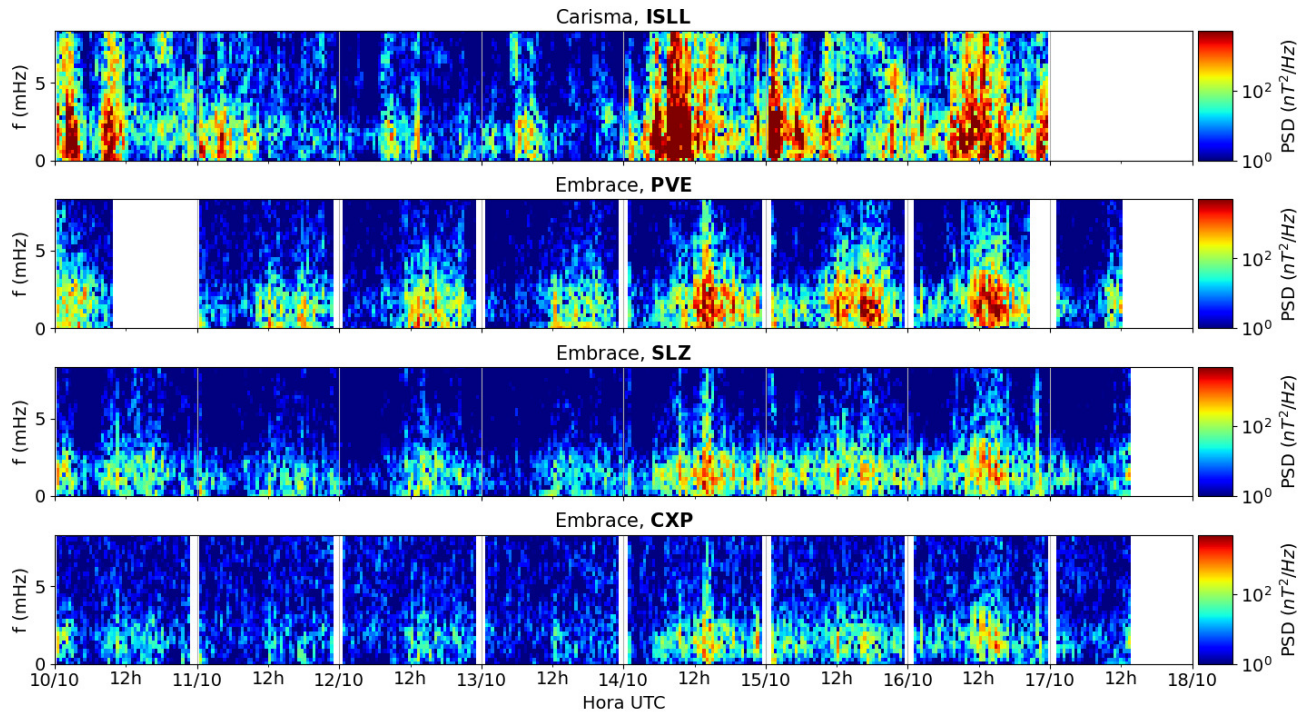 Carisma, ISLL
f (mHz)
5
0
10²
10⁰
PSD (nT²/Hz)
Embrace, PVE
f (mHz)
5
0
10²
10⁰
PSD (nT²/Hz)
Embrace, SLZ
f (mHz)
5
0
10²
10⁰
PSD (nT²/Hz)
Embrace, CXP
f (mHz)
5
0
10²
10⁰
PSD (nT²/Hz)
10/10 12h 11/10 12h 12/10 12h 13/10 12h 14/10 12h 15/10 12h 16/10 12h 17/10 12h 18/10
Hora UTC